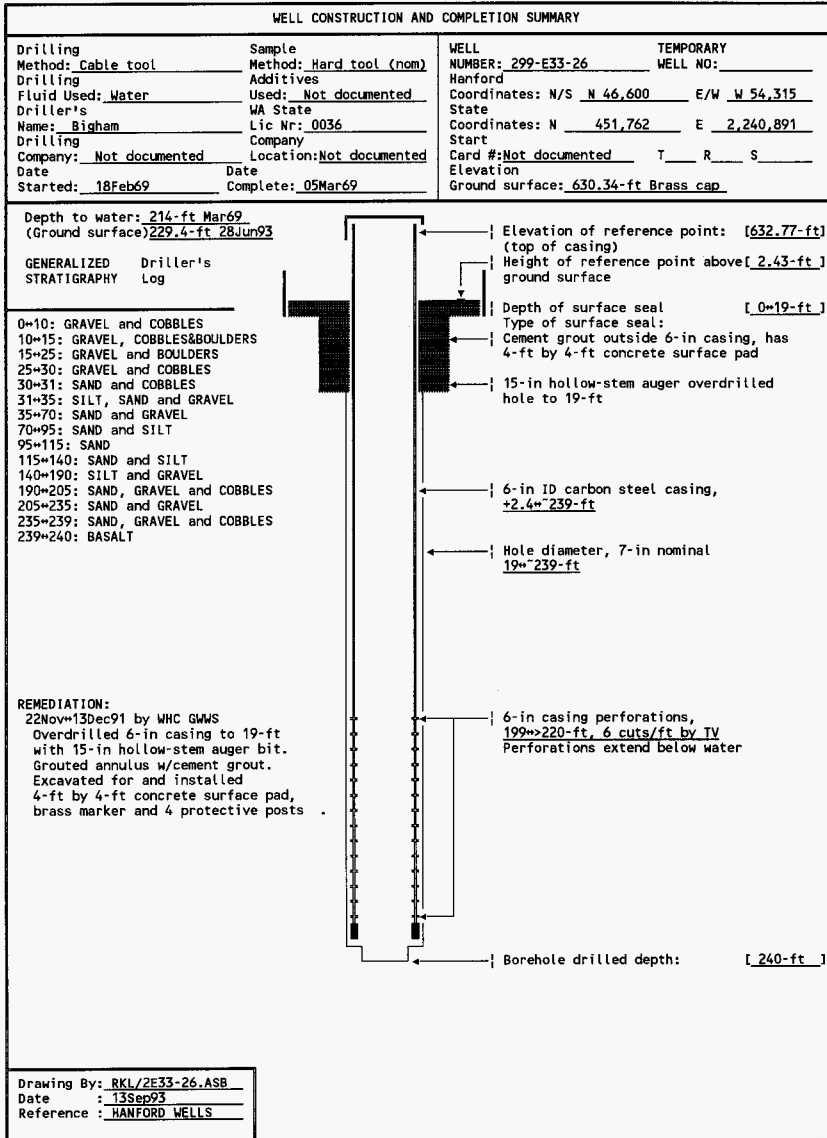 WELL CONSTRUCTION AND COMPLETION SUMMARY
Drilling Sample
Method: Cable tool Method: Hard tool (nom)
Drilling Additives
Fluid Used: Water Used: Not documented
Driller's WA State
Name: Bigham Lic Nr: 0036
Drilling Company
Company: Not documented Location: Not documented
Date Date
Started: 18Feb69 Complete: 05Mar69
WELL TEMPORARY
NUMBER: 299-E33-26 WELL NO:
Hanford
Coordinates: N/S N 46,600 E/W W 54,315
State
Coordinates: N 451,762 E 2,240,891
Start
Card #: Not documented T R S
Elevation
Ground surface: 630.34-ft Brass cap
Depth to water: 214-ft Mar69
(Ground surface) 229.4-ft 28Jun93
GENERALIZED Driller's
STRATIGRAPHY Log
0↔10: GRAVEL and COBBLES
10↔15: GRAVEL, COBBLES&BOULDERS
15↔25: GRAVEL and BOULDERS
25↔30: GRAVEL and COBBLES
30↔31: SAND and COBBLES
31↔35: SILT, SAND and GRAVEL
35↔70: SAND and GRAVEL
70↔95: SAND and SILT
95↔115: SAND
115↔140: SAND and SILT
140↔190: SILT and GRAVEL
190↔205: SAND, GRAVEL and COBBLES
205↔235: SAND and GRAVEL
235↔239: SAND, GRAVEL and COBBLES
239↔240: BASALT
REMEDIATION:
22Nov↔13Dec91 by WHC GWWS
Overdrilled 6-in casing to 19-ft
with 15-in hollow-stem auger bit.
Grouted annulus w/cement grout.
Excavated for and installed
4-ft by 4-ft concrete surface pad,
brass marker and 4 protective posts .
Elevation of reference point: [632.77-ft]
(top of casing)
Height of reference point above[ 2.43-ft ]
ground surface
Depth of surface seal [ 0↔19-ft ]
Type of surface seal:
Cement grout outside 6-in casing, has
4-ft by 4-ft concrete surface pad
15-in hollow-stem auger overdrilled
hole to 19-ft
6-in ID carbon steel casing,
+2.4↔~239-ft
Hole diameter, 7-in nominal
19↔~239-ft
6-in casing perforations,
199↔>220-ft, 6 cuts/ft by TV
Perforations extend below water
Borehole drilled depth: [ 240-ft ]
Drawing By: RKL/2E33-26.ASB
Date : 13Sep93
Reference : HANFORD WELLS